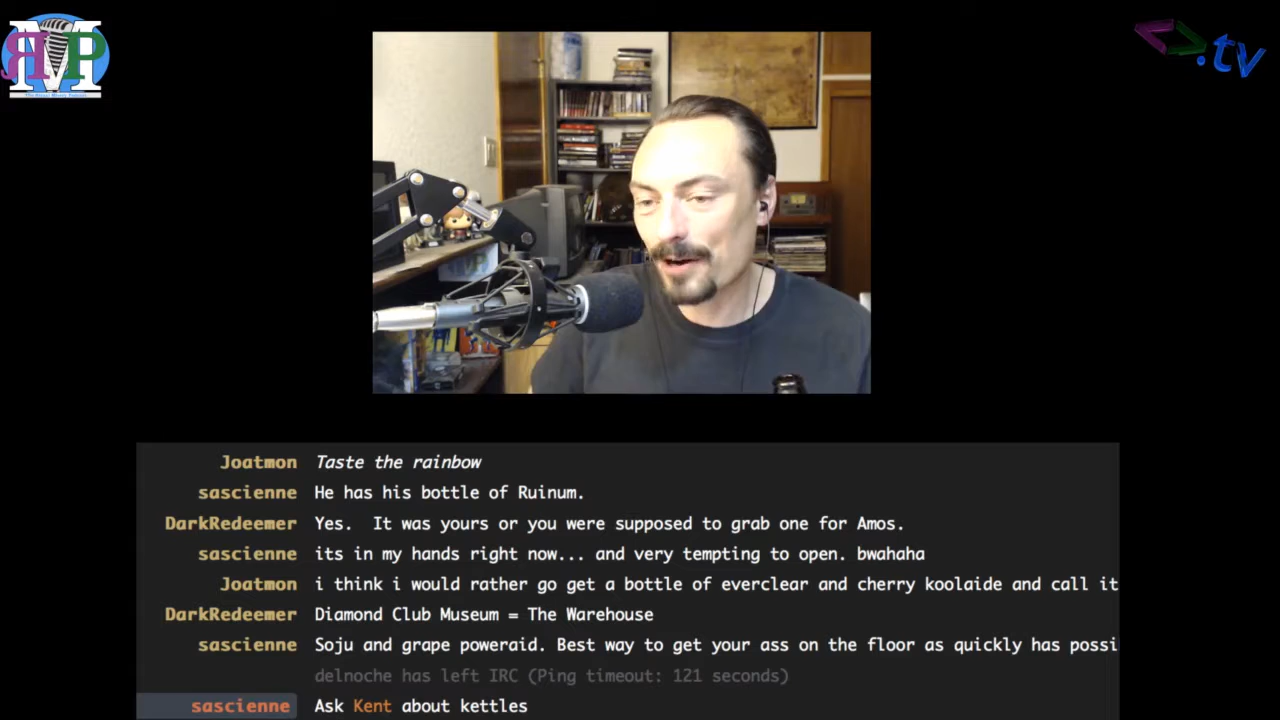 RMP
.tv
Joatmon Taste the rainbow
sascienne He has his bottle of Ruinum.
DarkRedeemer Yes. It was yours or you were supposed to grab one for Amos.
sascienne its in my hands right now... and very tempting to open. bwahaha
Joatmon i think i would rather go get a bottle of everclear and cherry koolaide and call it
DarkRedeemer Diamond Club Museum = The Warehouse
sascienne Soju and grape poweraid. Best way to get your ass on the floor as quickly has possi
delnoche has left IRC (Ping timeout: 121 seconds)
sascienne Ask Kent about kettles